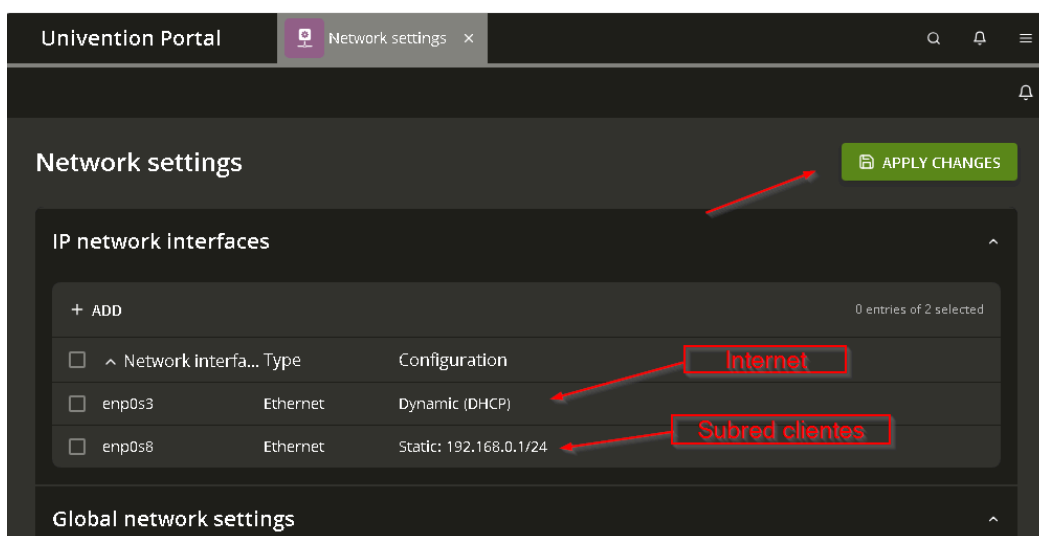 Univention Portal
Network settings ×
Network settings
APPLY CHANGES
IP network interfaces
+ ADD
0 entries of 2 selected
Network interfa... Type Configuration
Internet
enp0s3 Ethernet Dynamic (DHCP)
Subred clientes
enp0s8 Ethernet Static: 192.168.0.1/24
Global network settings